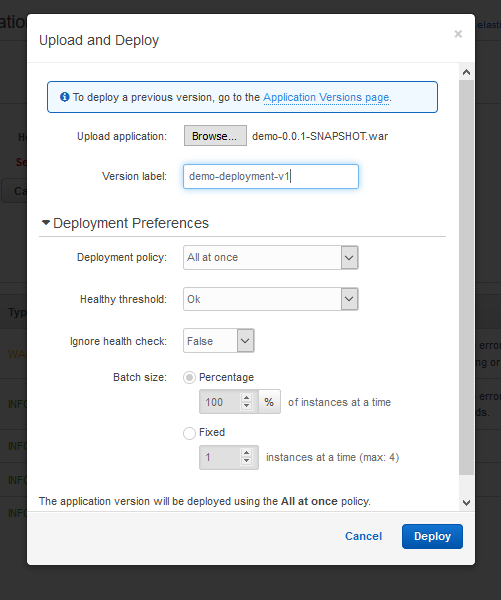 Upload and Deploy
×
To deploy a previous version, go to the Application Versions page.
Upload application: Browse... demo-0.0.1-SNAPSHOT.war
Version label: demo-deployment-v1
Deployment Preferences
Deployment policy: All at once
Healthy threshold: Ok
Ignore health check: False
Batch size: Percentage
100 % of instances at a time
Fixed
1 instances at a time (max: 4)
The application version will be deployed using the All at once policy.
Cancel Deploy